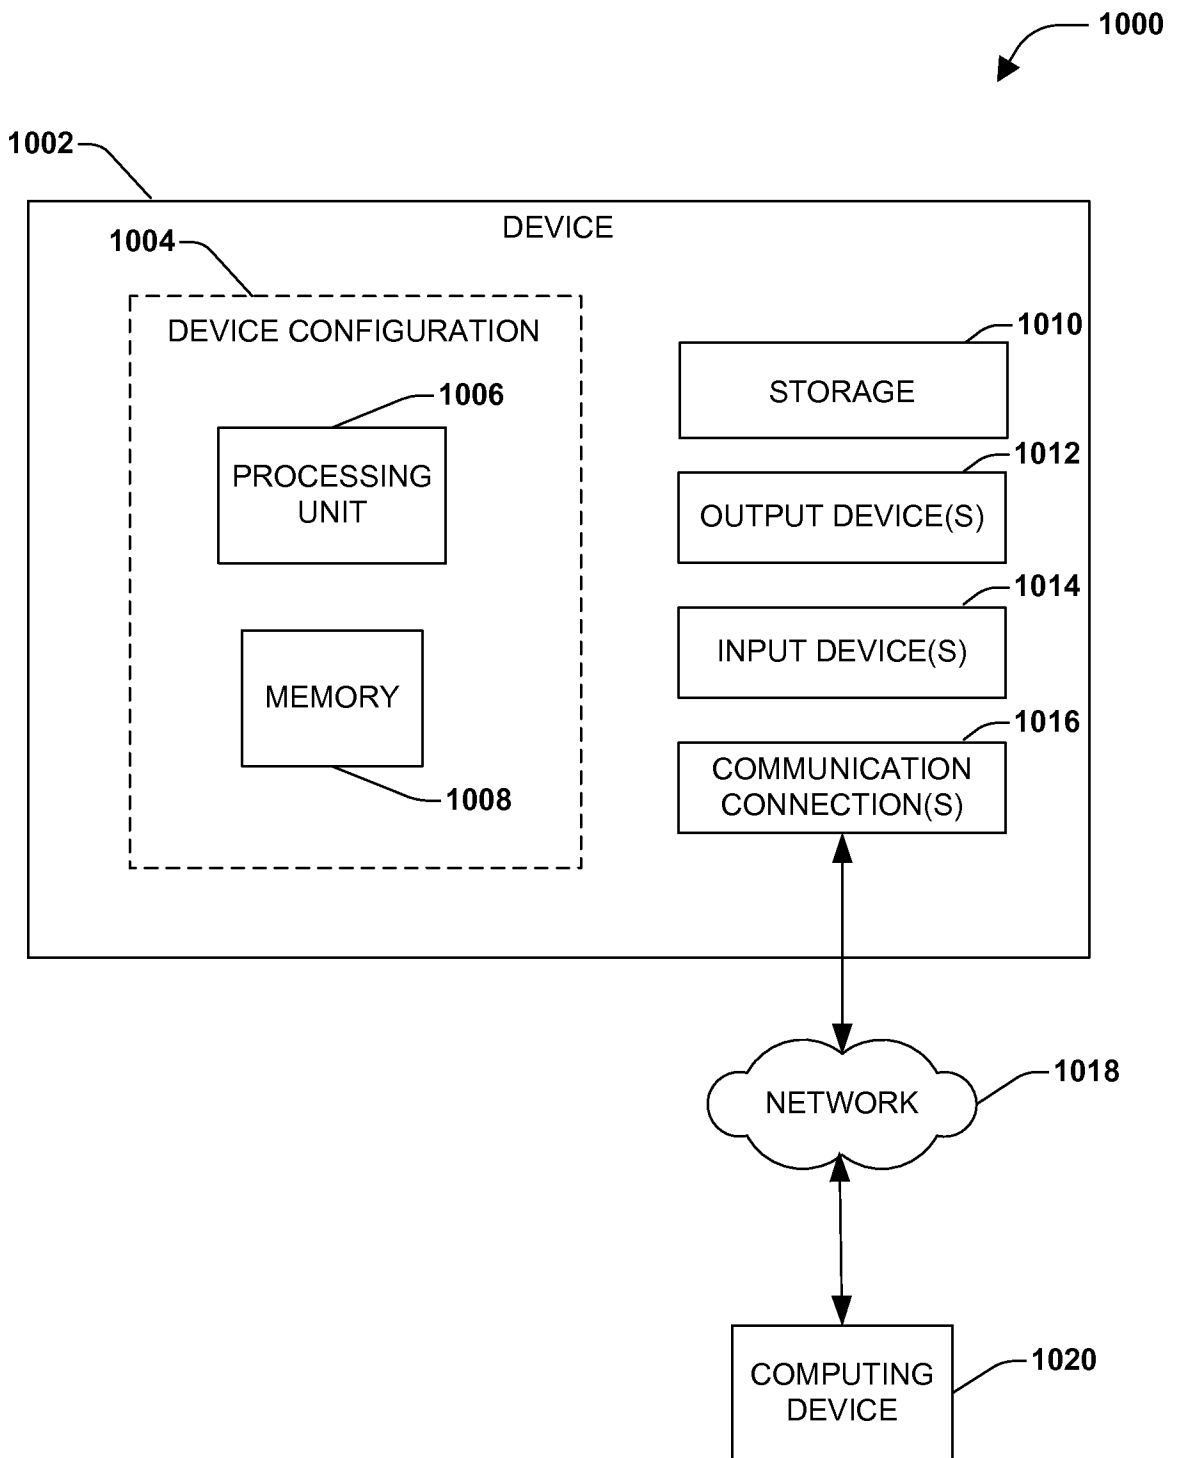 1000
1002
DEVICE
1004
DEVICE CONFIGURATION
1010
STORAGE
1006
PROCESSING
UNIT
1012
OUTPUT DEVICE(S)
1014
INPUT DEVICE(S)
MEMORY
1008
1016
COMMUNICATION
CONNECTION(S)
NETWORK
1018
COMPUTING
DEVICE
1020